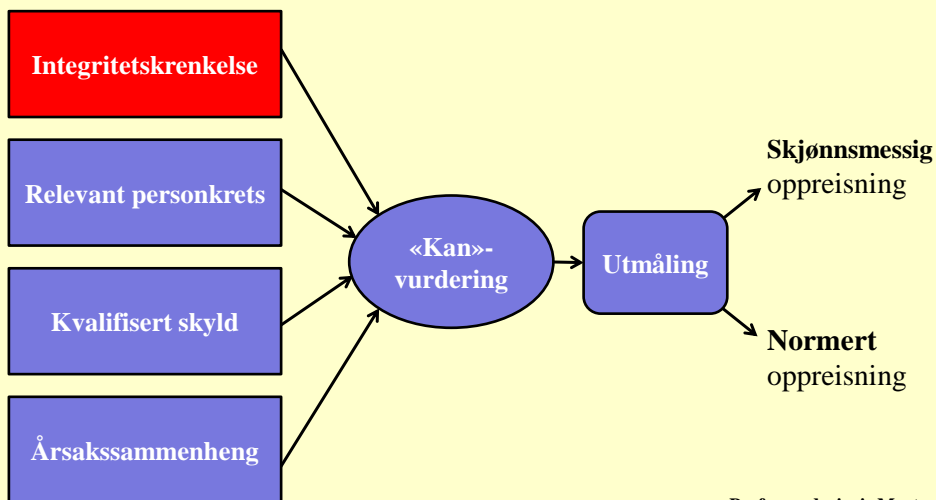 Integritetskrenkelse
Relevant personkrets
Kvalifisert skyld
Årsakssammenheng
«Kan»-
vurdering
Utmåling
Skjønnsmessig
oppreisning
Normert
oppreisning